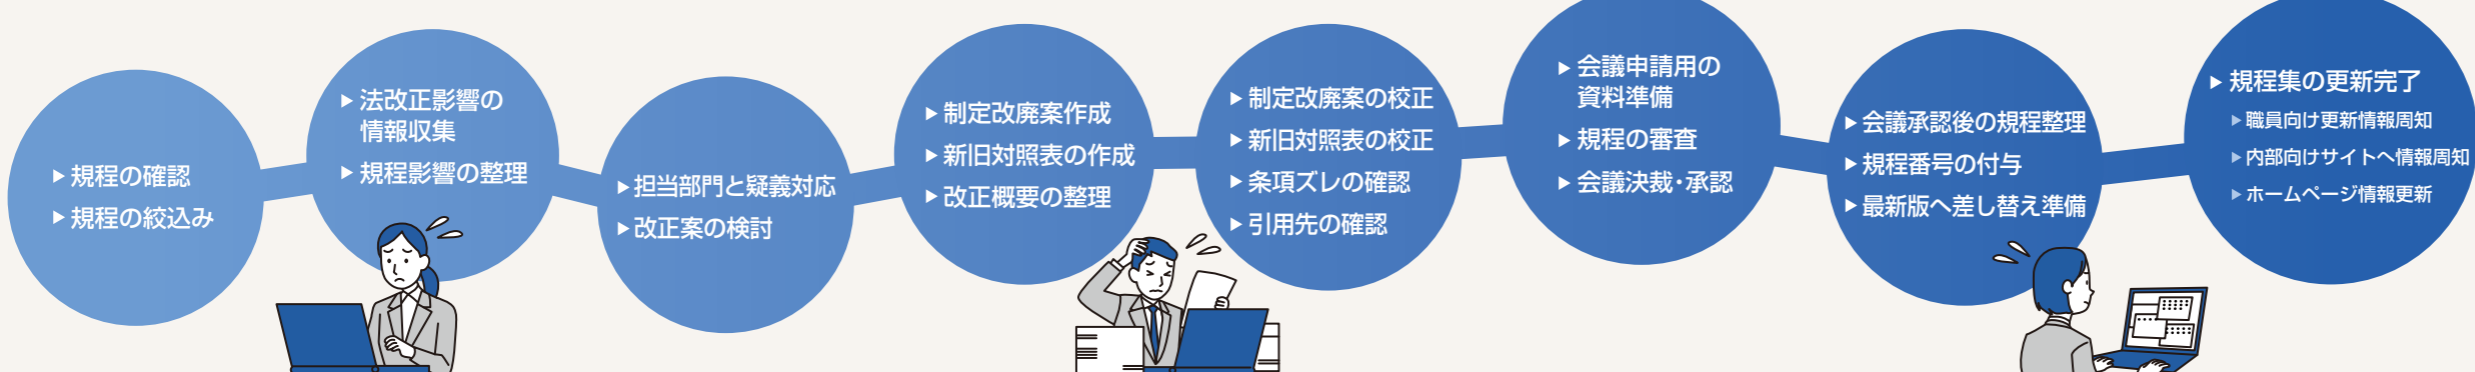 ▶規程の確認
▶規程の絞込み
▶法改正影響の
情報収集
▶規程影響の整理
▶担当部門と疑義対応
▶改正案の検討
▶制定改廃案作成
▶新旧対照表の作成
▶改正概要の整理
▶制定改廃案の校正
▶新旧対照表の校正
▶条項ズレの確認
▶引用先の確認
▶会議申請用の
資料準備
▶規程の審査
▶会議決裁・承認
▶会議承認後の規程整理
▶規程番号の付与
▶最新版へ差し替え準備
▶規程集の更新完了
▶職員向け更新情報周知
▶内部向けサイトへ情報周知
▶ホームページ情報更新